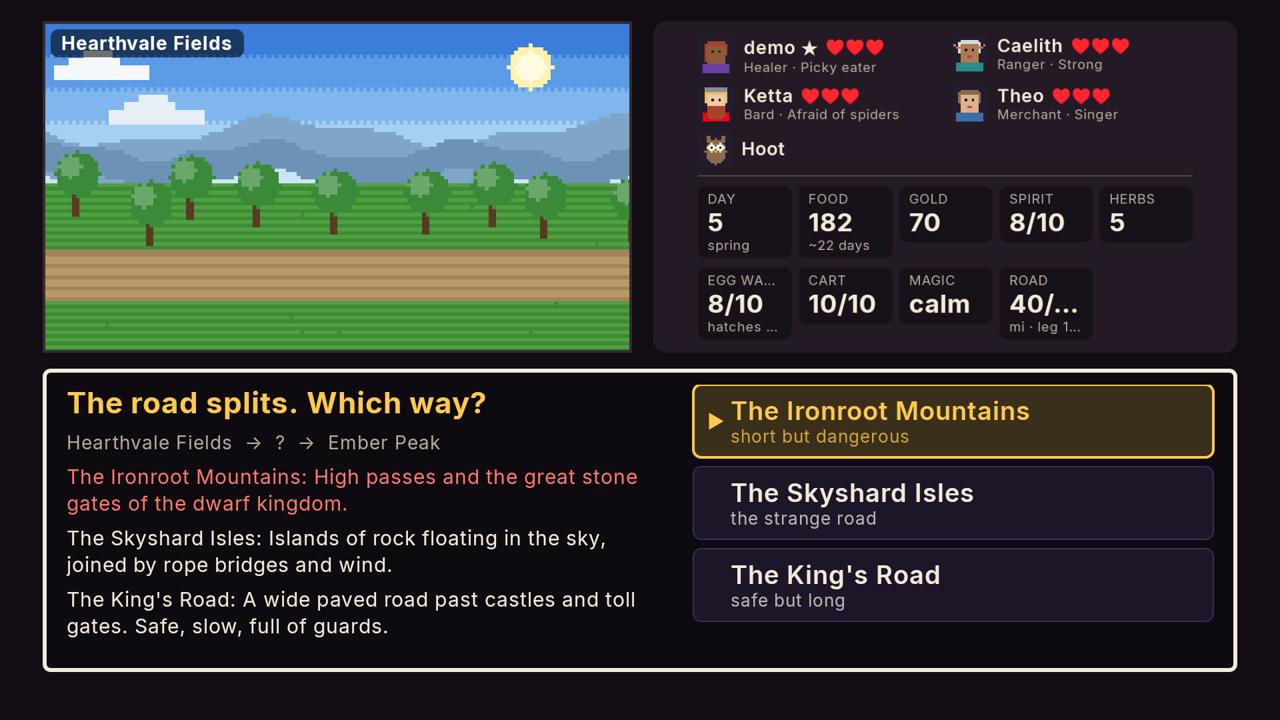 Hearthvale Fields
demo ★ ❤❤❤
Healer · Picky eater
Caelith ❤❤❤
Ranger · Strong
Ketta ❤❤❤
Bard · Afraid of spiders
Theo ❤❤❤
Merchant · Singer
Hoot
DAY
5
spring
FOOD
182
~22 days
GOLD
70
SPIRIT
8/10
HERBS
5
EGG WA...
8/10
hatches ...
CART
10/10
MAGIC
calm
ROAD
40/...
mi · leg 1...
The road splits. Which way?
Hearthvale Fields → ? → Ember Peak
The Ironroot Mountains: High passes and the great stone
gates of the dwarf kingdom.
The Skyshard Isles: Islands of rock floating in the sky,
joined by rope bridges and wind.
The King's Road: A wide paved road past castles and toll
gates. Safe, slow, full of guards.
▶ The Ironroot Mountains
short but dangerous
The Skyshard Isles
the strange road
The King's Road
safe but long